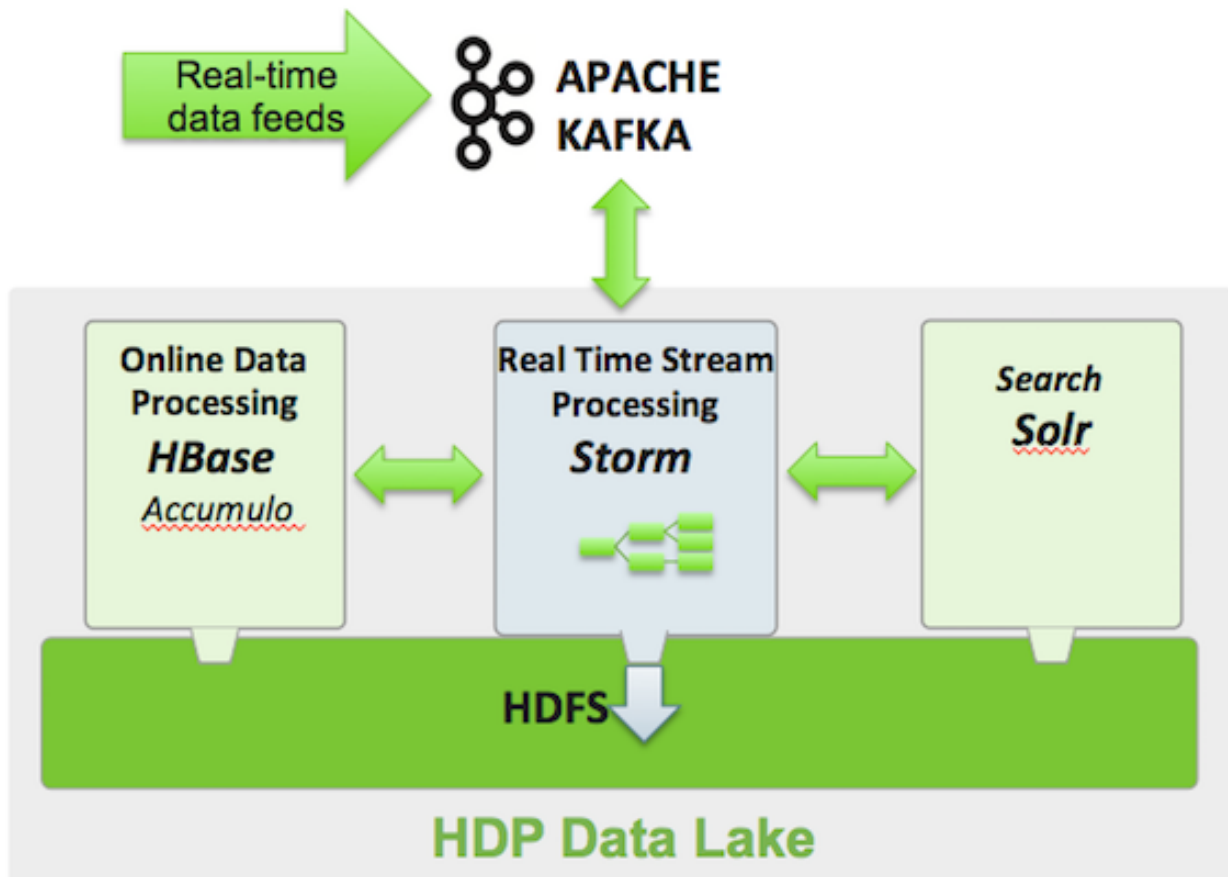 Real-time
data feeds
APACHE
KAFKA
Online Data
Processing
HBase
Accumulo
Real Time Stream
Processing
Storm
Search
Solr
HDFS
HDP Data Lake